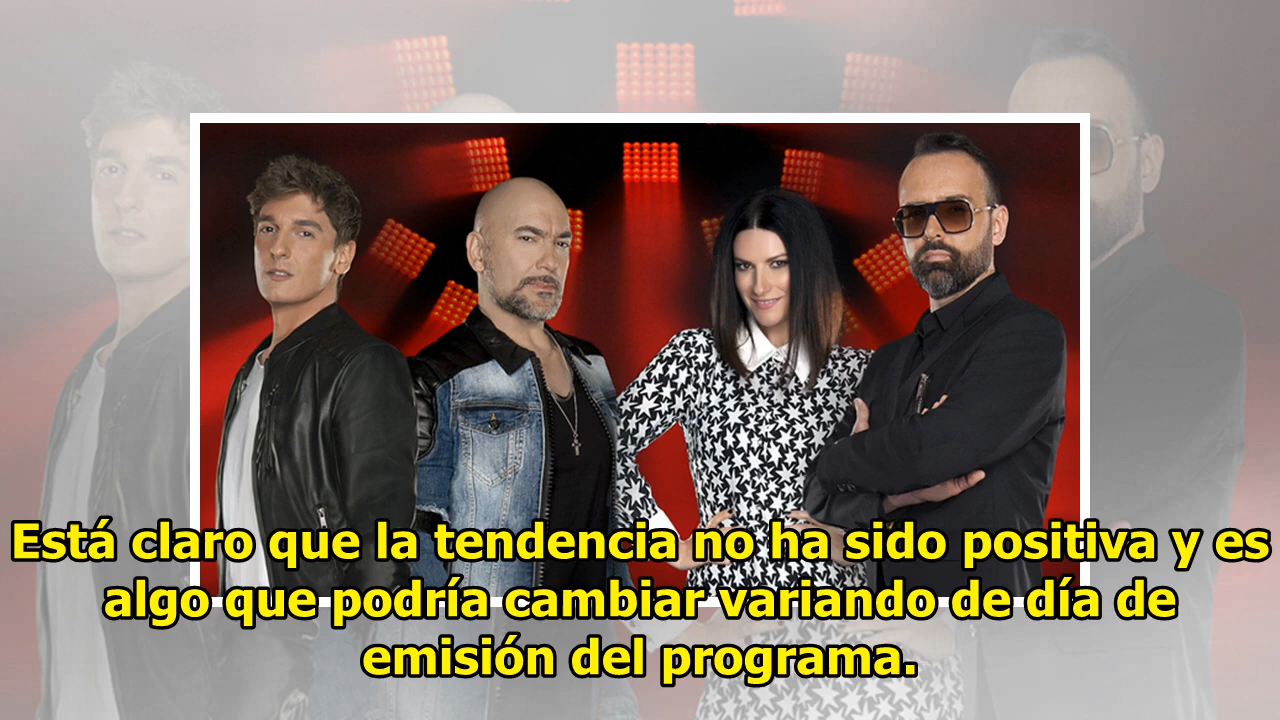 Está claro que la tendencia no ha sido positiva y es
algo que podría cambiar variando de día de
emisión del programa.